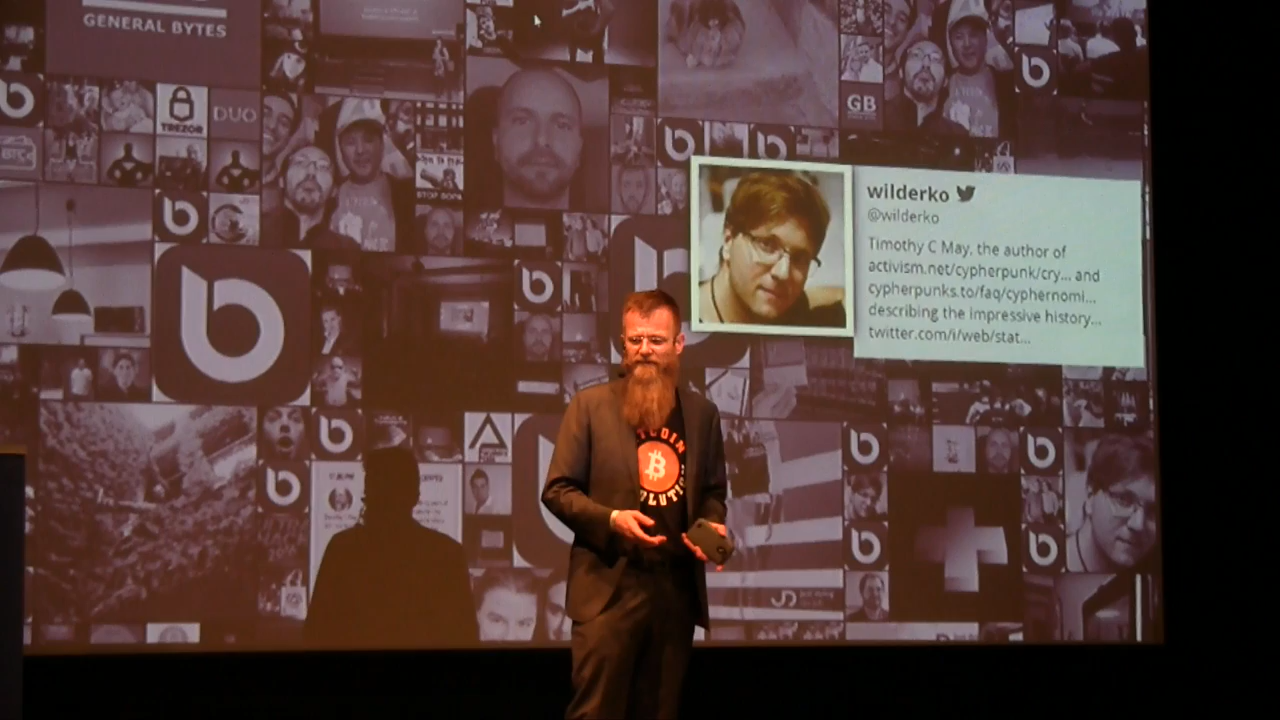 GENERAL BYTES
TREZOR
DUO
GB
wilderko
@wilderko
Timothy C May, the author of
activism.net/cypherpunk/cry... and
cypherpunks.to/faq/cyphernomi...
describing the impressive history...
twitter.com/i/web/stat...